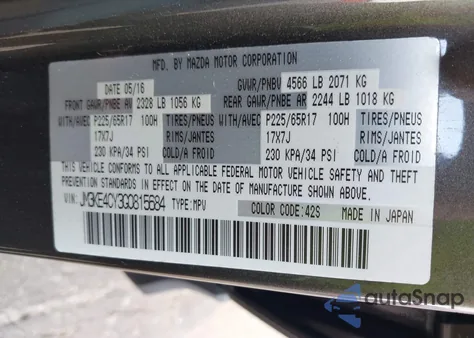 MFD. BY MAZDA MOTOR CORPORATION
DATE 05/16 GVWR/PNBV 4566 LB 2071 KG
FRONT GAWR/PNBE AV 2328 LB 1056 KG REAR GAWR/PNBE AR 2244 LB 1018 KG
WITH/AVEC P225/65R17 100H TIRES/PNEUS WITH/AVEC P225/65R17 100H TIRES/PNEUS
17X7J RIMS/JANTES 17X7J RIMS/JANTES
230 KPA/34 PSI COLD/A FROID 230 KPA/34 PSI COLD/A FROID
THIS VEHICLE CONFORMS TO ALL APPLICABLE FEDERAL MOTOR VEHICLE SAFETY AND THEFT
PREVENTION STANDARDS IN EFFECT ON THE DATE OF MANUFACTURE SHOWN ABOVE.
VIN: JM3KE4CY3G0815684 TYPE:MPV COLOR CODE:42S MADE IN JAPAN
autoSnap